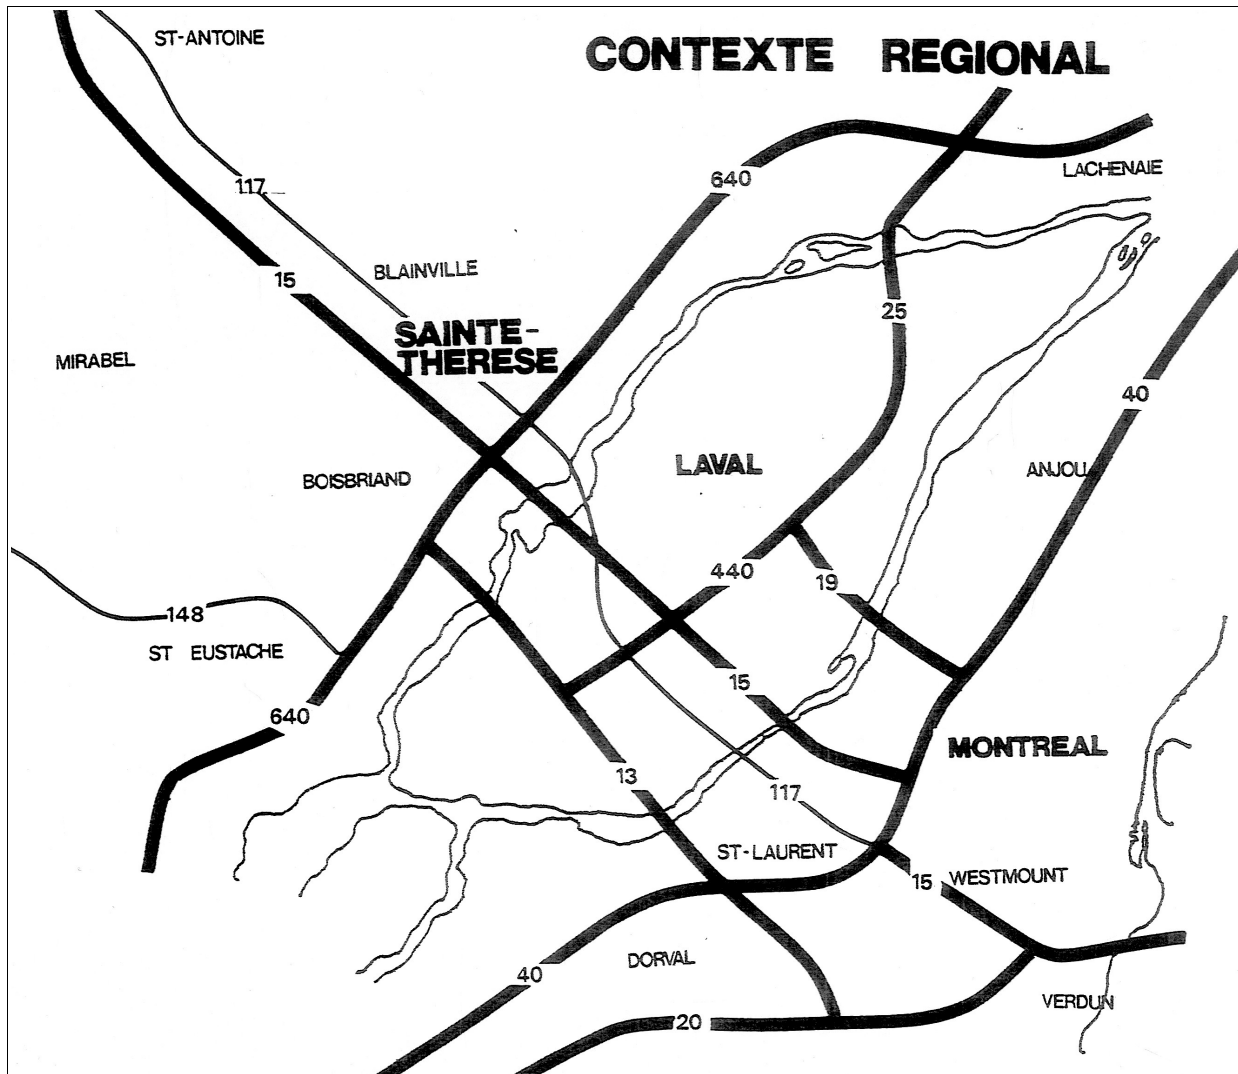 ST-ANTOINE
CONTEXTE REGIONAL
LACHENAIE
640
117
BLAINVILLE
15
25
SAINTE-
THERESE
MIRABEL
40
LAVAL
ANJOU
BOISBRIAND
440
19
148
ST EUSTACHE
15
640
MONTREAL
13
117
ST-LAURENT
15
WESTMOUNT
DORVAL
40
VERDUN
20